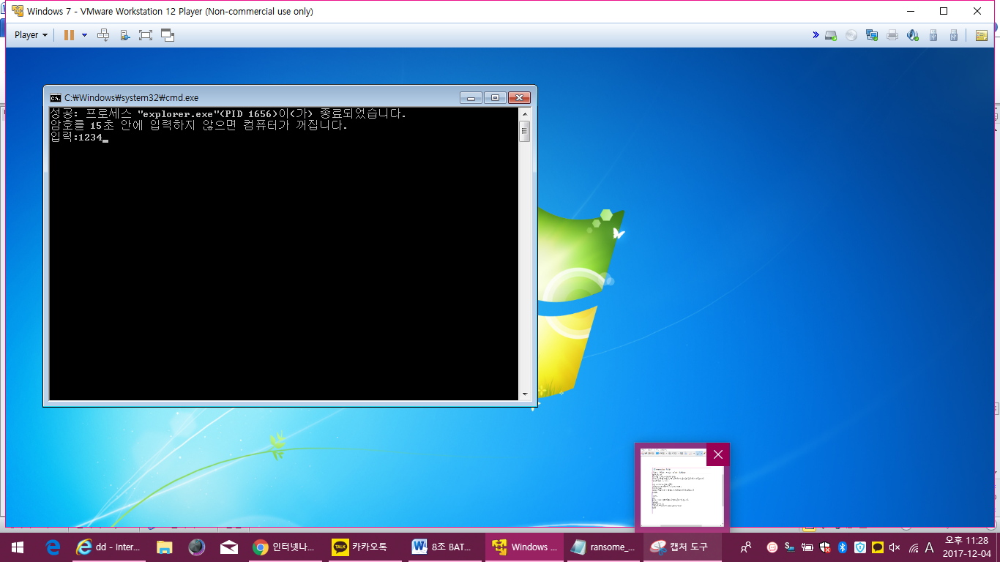 Windows 7 - VMware Workstation 12 Player (Non-commercial use only)
Player
C:\Windows\system32\cmd.exe
성공: 프로세스 "explorer.exe"(PID 1656)이(가) 종료되었습니다.
암호를 15초 안에 입력하지 않으면 컴퓨터가 꺼집니다.
입력:1234
dd - Inter...
인터넷나...
TALK
카카오톡
8조 BAT...
Windows ...
ransome_...
캡처 도구
A
오후 11:28
2017-12-04